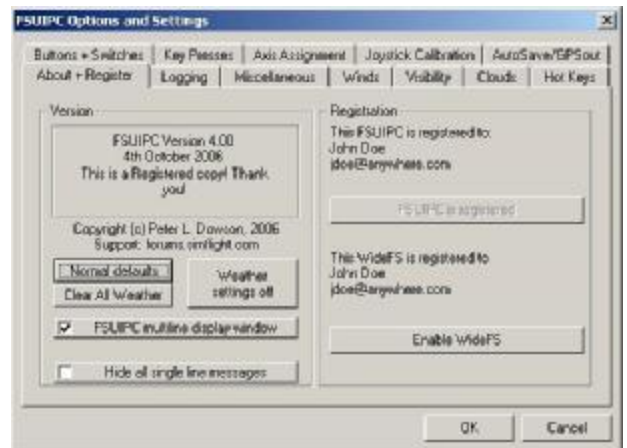 FSUIPC Options and Settings
Buttons + Switches Key Presses Axis Assignment Joystick Calibration AutoSave/GPSout
About + Register Logging Miscellaneous Winds Visibility Clouds Hot Keys
Version
FSUIPC Version 4.00
4th October 2006
This is a Registered copy! Thank
you!
Copyright (c) Peter L. Dowson, 2006
Support: forums.simflight.com
Normal defaults
Clear All Weather
Weather
settings off
FSUIPC multiline display window
Hide all single line messages
Registration
This FSUIPC is registered to:
John Doe
jdoe@anywhere.com
FSUIPC is registered
This WideFS is registered to
John Doe
jdoe@anywhere.com
Enable WideFS
OK Cancel